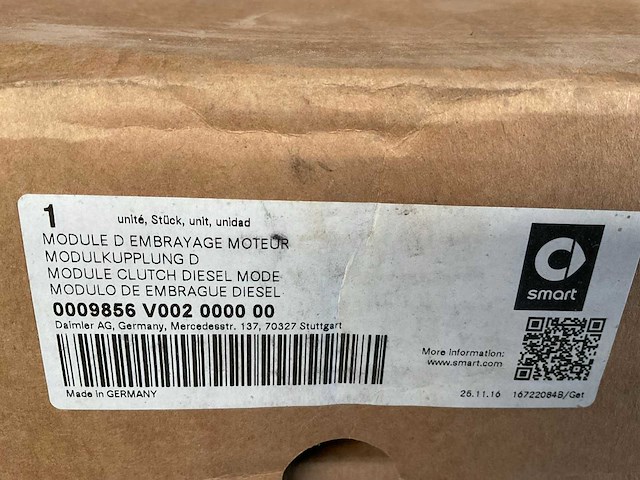 1 unité, Stück, unit, unidad
MODULE D EMBRAYAGE MOTEUR
MODULKUPPLUNG D
MODULE CLUTCH DIESEL MODE
MODULO DE EMBRAGUE DIESEL
0009856 V002 0000 00
Daimler AG, Germany, Mercedesstr. 137, 70327 Stuttgart
Made in GERMANY
smart
More Information:
www.smart.com
25.11.16 16722084B/Get